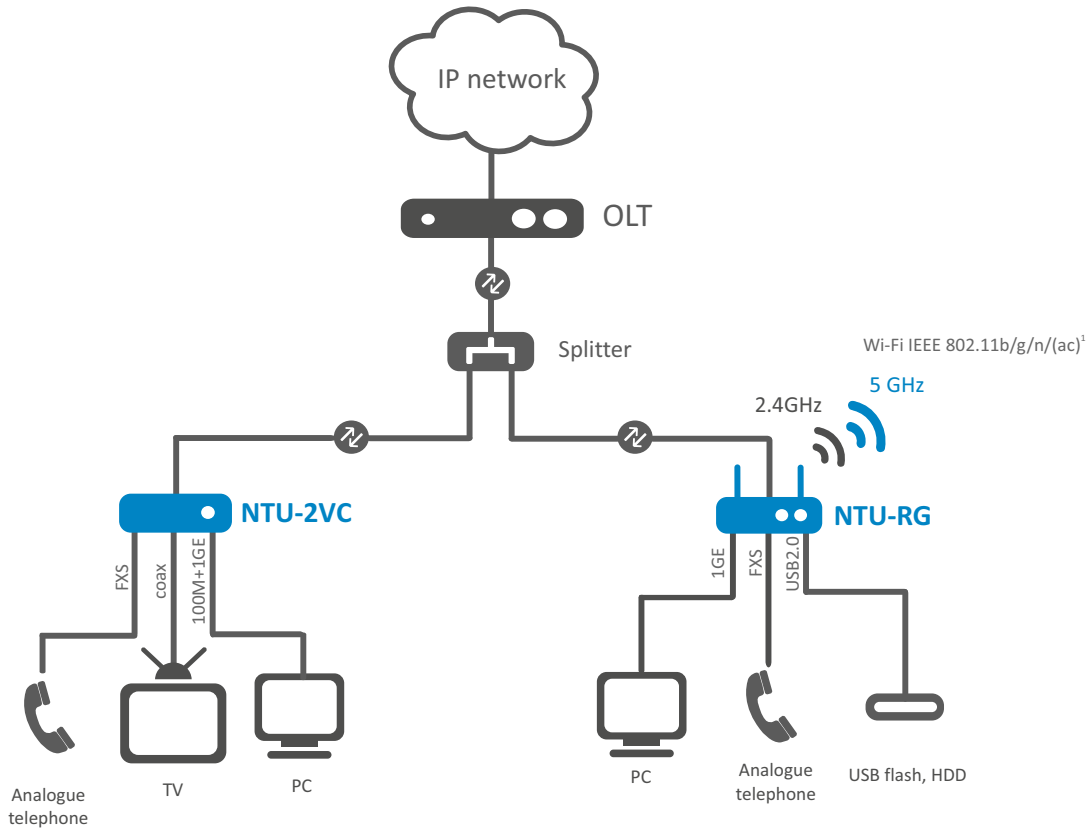 IP network
OLT
Splitter
Wi-Fi IEEE 802.11b/g/n/(ac)¹
5 GHz
2.4GHz
NTU-2VC
NTU-RG
FXS
coax
100M+1GE
1GE
FXS
USB2.0
Analogue
telephone
TV
PC
PC
Analogue
telephone
USB flash, HDD